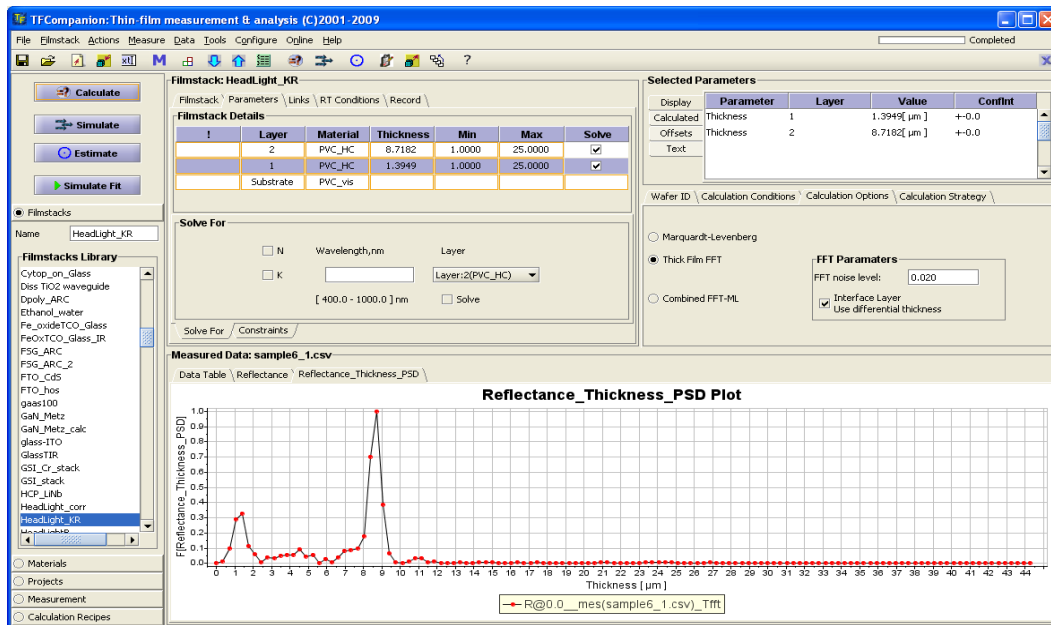 TFCompanion:Thin-film measurement & analysis (C)2001-2009
File Filmstack Actions Measure Data Tools Configure Online Help
Completed
Calculate
Simulate
Estimate
Simulate Fit
Filmstacks
Name HeadLight_KR
Filmstacks Library
Cytop_on_Glass
Diss TiO2 waveguide
Dpoly_ARC
Ethanol_water
Fe_oxideTCO_Glass
FeOxTCO_Glass_IR
FSG_ARC
FSG_ARC_2
FTO_CdS
FTO_hos
gaas100
GaN_Metz
GaN_Metz_calc
glass-ITO
GlassTIR
GSI_Cr_stack
GSI_stack
HCP_LiNb
HeadLight_corr
HeadLight_KR
Materials
Projects
Measurement
Calculation Recipes
Filmstack: HeadLight_KR
Filmstack Parameters Links RT Conditions Record
Filmstack Details
! Layer Material Thickness Min Max Solve
2 PVC_HC 8.7182 1.0000 25.0000
1 PVC_HC 1.3949 1.0000 25.0000
Substrate PVC_vis
Solve For
N Wavelength,nm Layer
K Layer:2(PVC_HC)
[ 400.0 - 1000.0 ] nm Solve
Solve For Constraints
Selected Parameters
Display
Calculated
Offsets
Text
Parameter Layer Value ConfInt
Thickness 1 1.3949[ µm ] +-0.0
Thickness 2 8.7182[ µm ] +-0.0
Wafer ID Calculation Conditions Calculation Options Calculation Strategy
Marquardt-Levenberg
Thick Film FFT
Combined FFT-ML
FFT Paramaters
FFT noise level: 0.020
Interface Layer
Use differential thickness
Measured Data: sample6_1.csv
Data Table Reflectance Reflectance_Thickness_PSD
Reflectance_Thickness_PSD Plot
F[Reflectance_Thickness_PSD]
1.0
0.9
0.8
0.7
0.6
0.5
0.4
0.3
0.2
0.1
0.0
0 1 2 3 4 5 6 7 8 9 10 11 12 13 14 15 16 17 18 19 20 21 22 23 24 25 26 27 28 29 30 31 32 33 34 35 36 37 38 39 40 41 42 43 44
Thickness [ µm ]
R@0.0__mes(sample6_1.csv)_Tfft